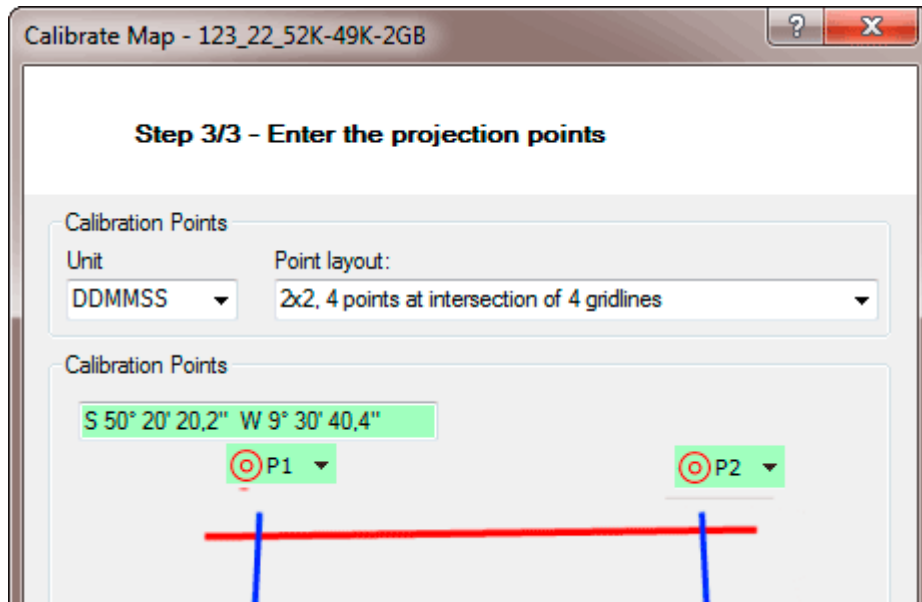 Calibrate Map - 123_22_52K-49K-2GB
? X
Step 3/3 - Enter the projection points
Calibration Points
Unit Point layout:
DDMMSS 2x2, 4 points at intersection of 4 gridlines
Calibration Points
S 50° 20' 20,2" W 9° 30' 40,4"
P1 P2